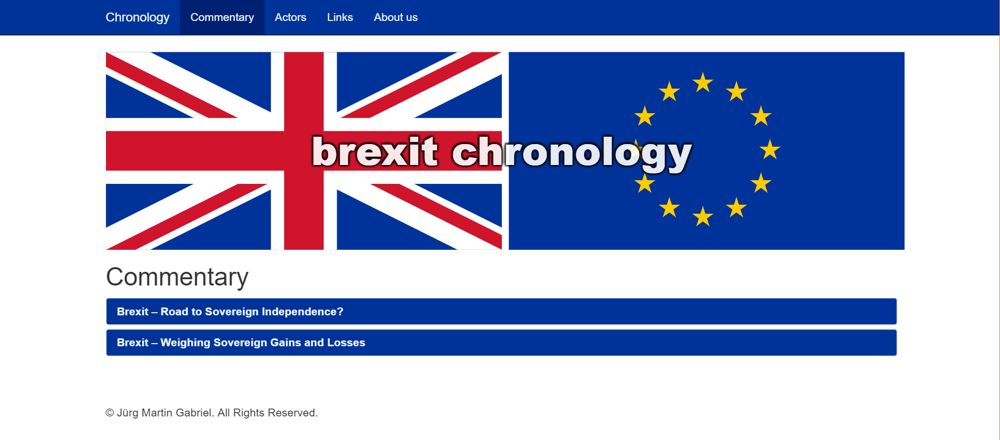 Chronology Commentary Actors Links About us
brexit chronology
Commentary
Brexit – Road to Sovereign Independence?
Brexit – Weighing Sovereign Gains and Losses
© Jürg Martin Gabriel. All Rights Reserved.